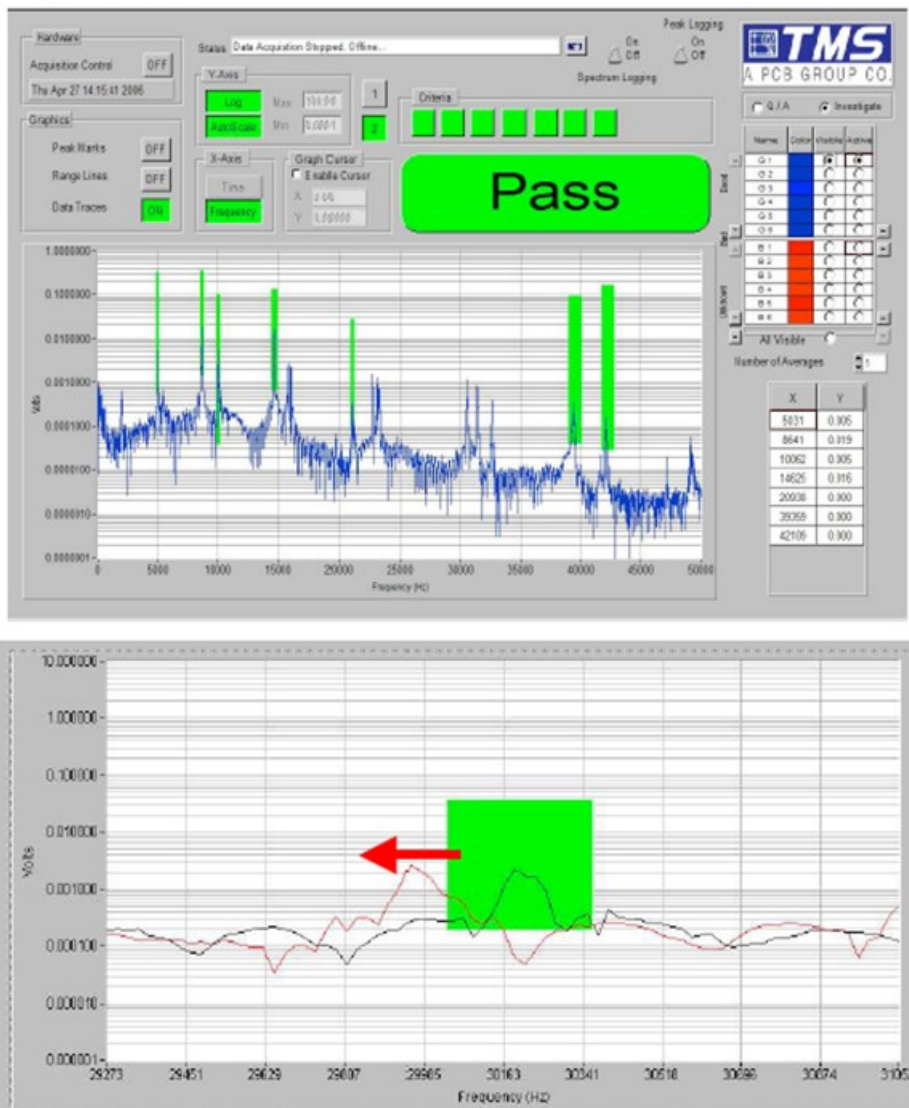 Hardware
Acquisition Control OFF
Thu Apr 27 14:15:41 2006
Status Data Acquistion Stopped. Offline...
Peak Logging
On
Off
On
Off
Spectrum Logging
TMS
A PCB GROUP CO.
Graphics
Peak Marks OFF
Range Lines OFF
Data Traces ON
Y-Axis
Log Max
AutoScale Min
1
2
X-Axis
Time
Frequency
Graph Cursor
Enable Cursor
X
Y
Criteria
Pass
Q/A Investigate
Name Color Visible Active
G 1
G 2
G 3
G 4
G 5
G 6
B 1
B 2
B 3
B 4
B 5
B 6
Good
Bad
All Visible
Number of Averages 1
X Y
5031 0.005
8641 0.019
10062 0.005
14625 0.016
20938 0.000
39359 0.000
42109 0.000
1.0000000
0.1000000
0.0100000
0.0010000
0.0001000
0.0000100
0.0000010
0.0000001
Volts
0 5000 10000 15000 20000 25000 30000 35000 40000 45000 50000
Frequency (Hz)
10.000000
1.000000
0.100000
0.010000
0.001000
0.000100
0.000010
0.000001
Volts
29273 29451 29629 29807 29985 30163 30341 30518 30696 30874
Frequency (Hz)